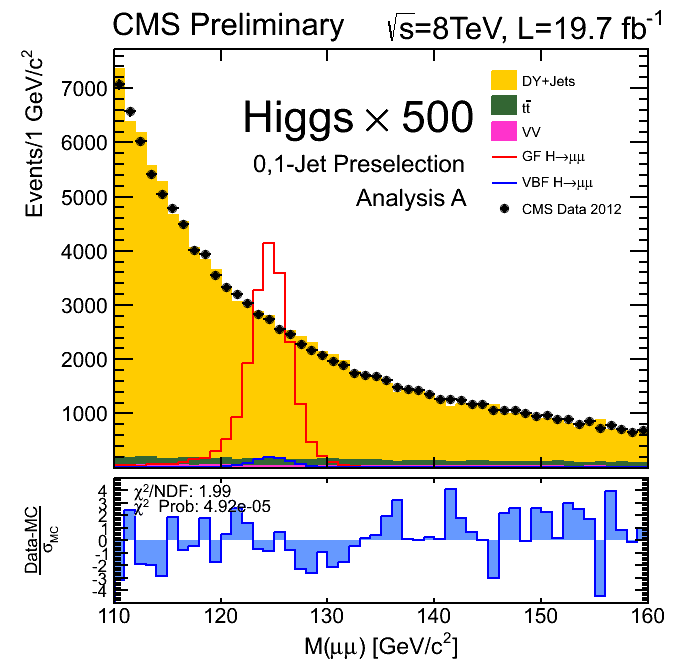 CMS Preliminary
√s=8TeV, L=19.7 fb⁻¹
Events/1 GeV/c²
7000
6000
5000
4000
3000
2000
1000
Higgs × 500
0,1-Jet Preselection
Analysis A
DY+Jets
tt̄
VV
GF H→μμ
VBF H→μμ
CMS Data 2012
Data-MC
σMC
χ²/NDF: 1.99
χ² Prob: 4.92e-05
4
3
2
1
0
-1
-2
-3
-4
110 120 130 140 150 160
M(μμ) [GeV/c²]